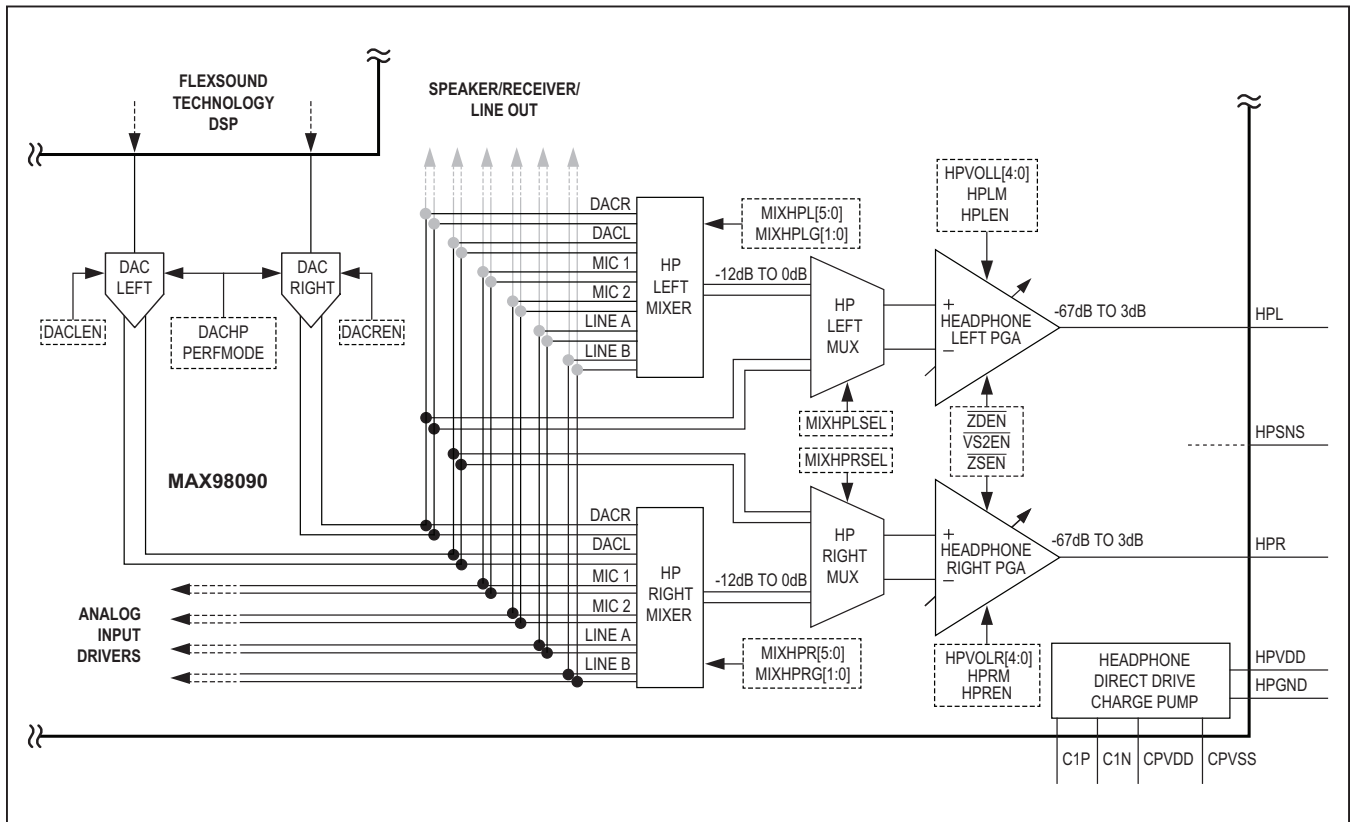 FLEXSOUND
TECHNOLOGY
DSP
SPEAKER/RECEIVER/
LINE OUT
DAC
LEFT
DAC
RIGHT
DACLEN
DACHP
PERFMODE
DACREN
MAX98090
ANALOG
INPUT
DRIVERS
DACR
DACL
MIC 1
MIC 2
LINE A
LINE B
HP
LEFT
MIXER
MIXHPL[5:0]
MIXHPLG[1:0]
-12dB TO 0dB
HP
LEFT
MUX
MIXHPLSEL
HPVOLL[4:0]
HPLM
HPLEN
+
HEADPHONE
LEFT PGA
−
-67dB TO 3dB
HPL
ZDEN
VS2EN
ZSEN
HPSNS
MIXHPRSEL
DACR
DACL
MIC 1
MIC 2
LINE A
LINE B
HP
RIGHT
MIXER
-12dB TO 0dB
MIXHPR[5:0]
MIXHPRG[1:0]
HP
RIGHT
MUX
+
HEADPHONE
RIGHT PGA
−
-67dB TO 3dB
HPR
HPVOLR[4:0]
HPRM
HPREN
HEADPHONE
DIRECT DRIVE
CHARGE PUMP
HPVDD
HPGND
C1P
C1N
CPVDD
CPVSS